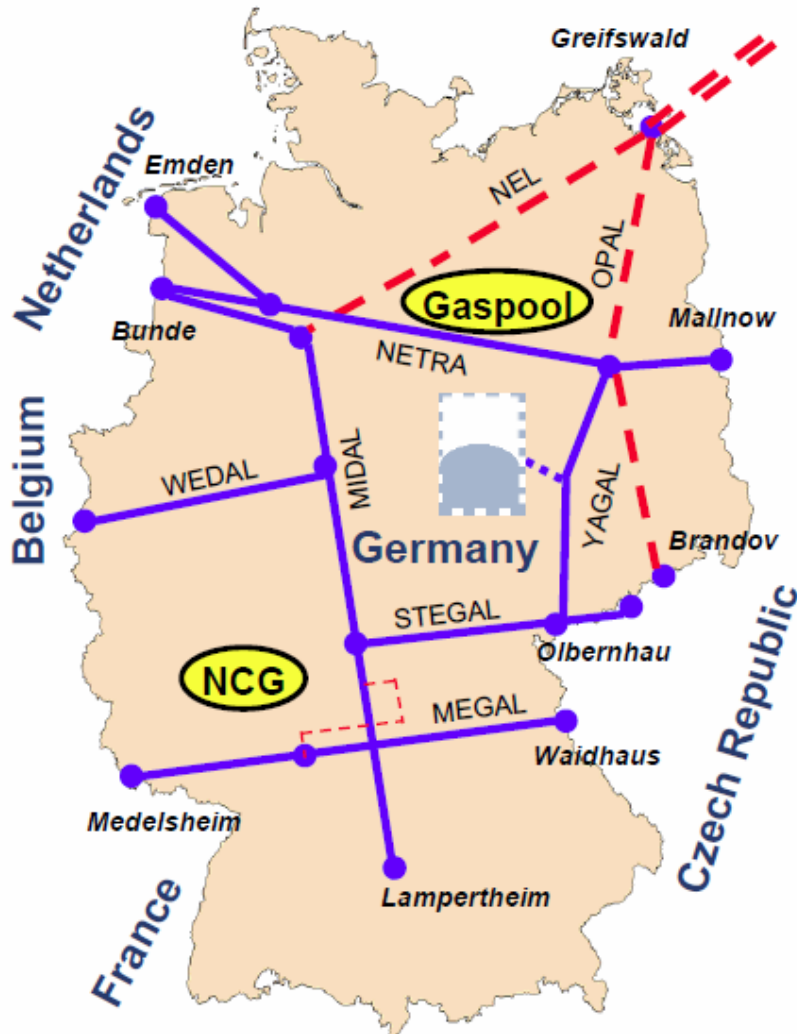 Greifswald
Netherlands
Emden
NEL
OPAL
Gaspool
Mallnow
Bunde
NETRA
Belgium
WEDAL
MIDAL
YAGAL
Germany
Brandov
STEGAL
Olbernhau
NCG
MEGAL
Waidhaus
Czech Republic
Medelsheim
Lampertheim
France